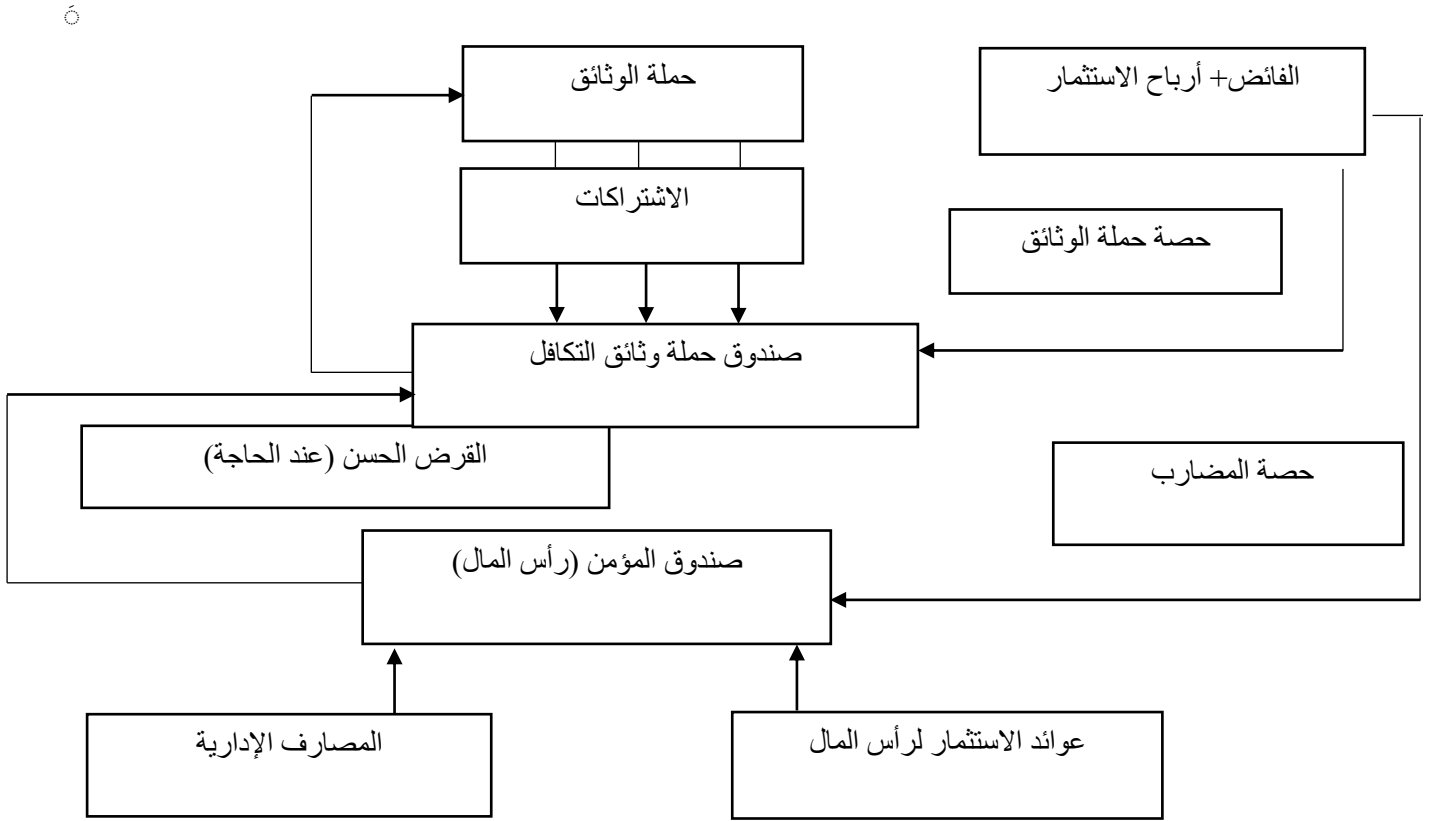 حملة الوثائق
الفائض+ أرباح الاستثمار
الاشتراكات
حصة حملة الوثائق
صندوق حملة وثائق التكافل
القرض الحسن (عند الحاجة)
حصة المضارب
صندوق المؤمن (رأس المال)
المصارف الإدارية
عوائد الاستثمار لرأس المال